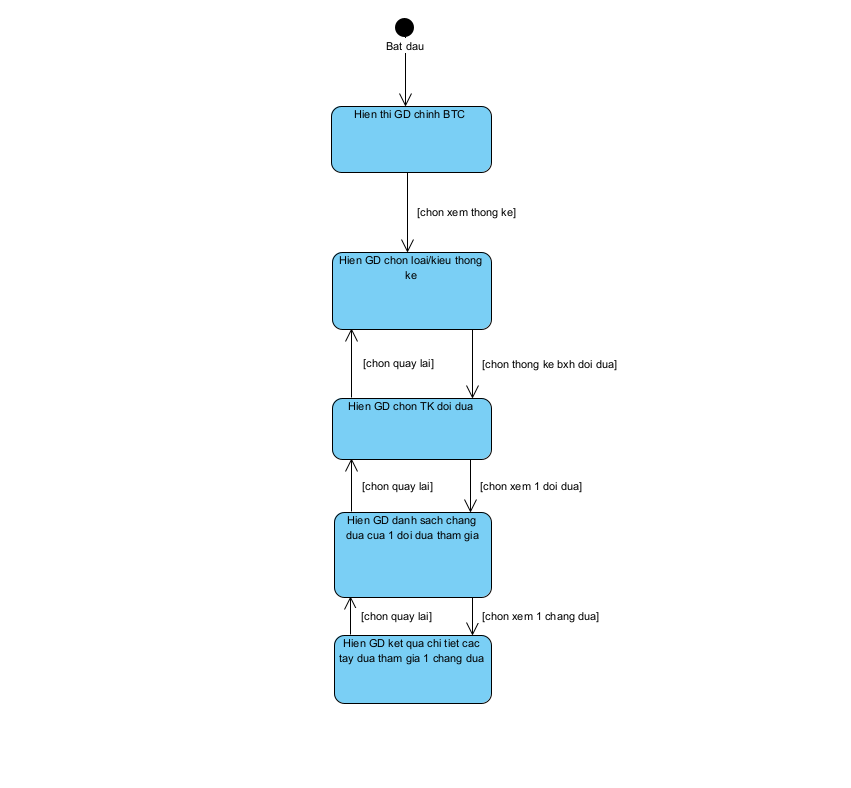 Bat dau
Hien thi GD chinh BTC
[chon xem thong ke]
Hien GD chon loai/kieu thong
ke
[chon quay lai]
[chon thong ke bxh doi dua]
Hien GD chon TK doi dua
[chon quay lai]
[chon xem 1 doi dua]
Hien GD danh sach chang
dua cua 1 doi dua tham gia
[chon quay lai]
[chon xem 1 chang dua]
Hien GD ket qua chi tiet cac
tay dua tham gia 1 chang dua